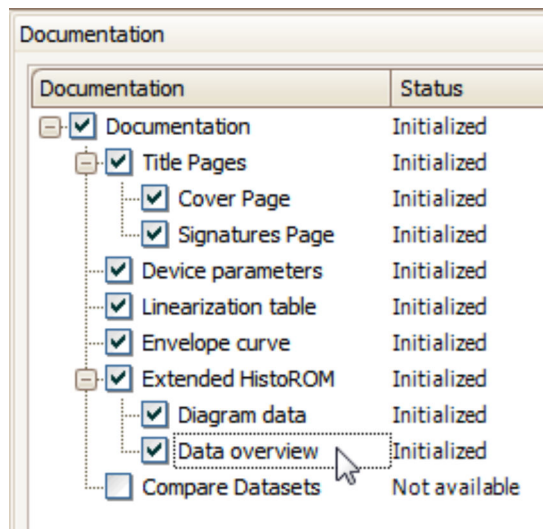 Documentation
Documentation Status
Documentation Initialized
Title Pages Initialized
Cover Page Initialized
Signatures Page Initialized
Device parameters Initialized
Linearization table Initialized
Envelope curve Initialized
Extended HistoROM Initialized
Diagram data Initialized
Data overview Initialized
Compare Datasets Not available